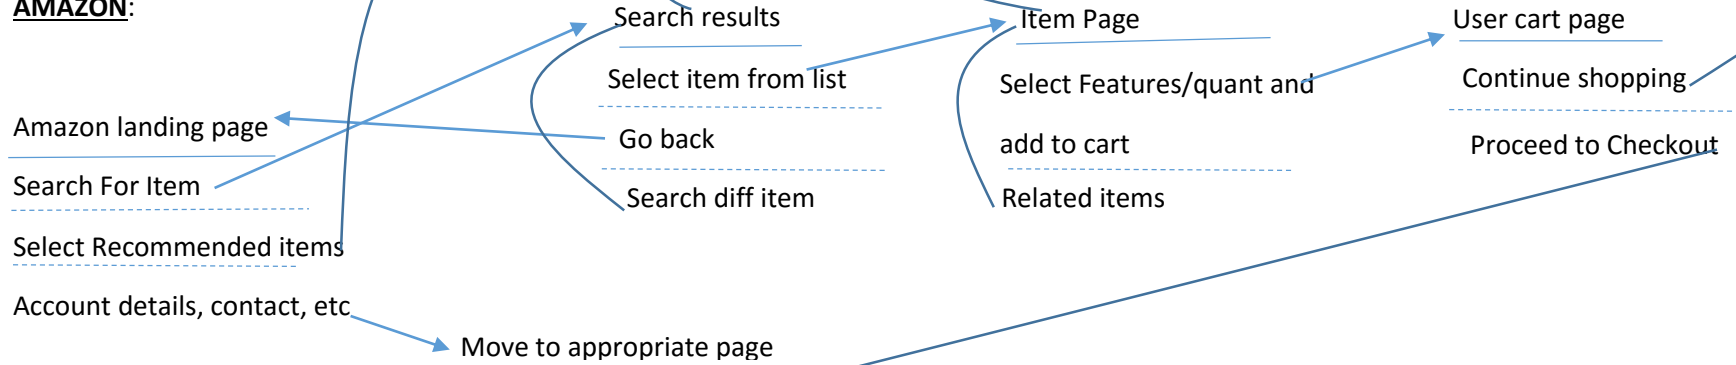 AMAZON:
Amazon landing page
Search For Item
Select Recommended items
Account details, contact, etc
Move to appropriate page
Search results
Select item from list
Go back
Search diff item
Item Page
Select Features/quant and
add to cart
Related items
User cart page
Continue shopping
Proceed to Checkout